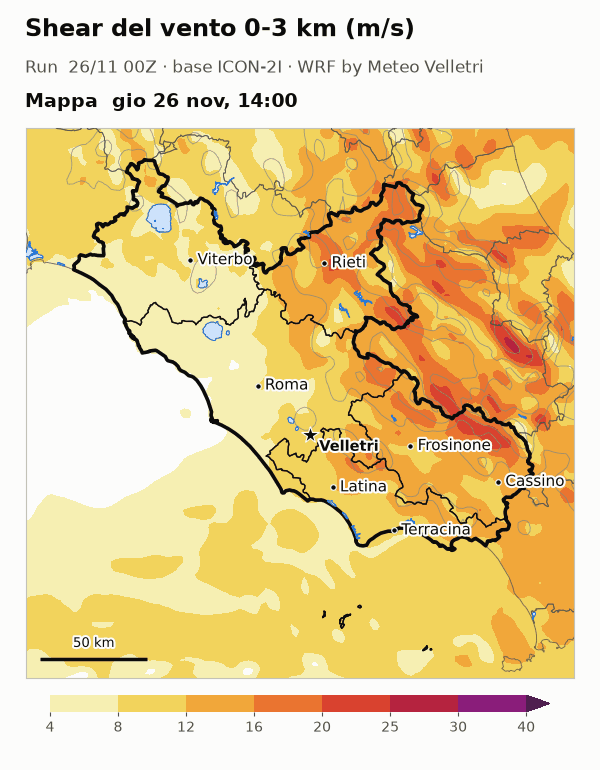 Shear del vento 0-3 km (m/s)
Run  26/11 00Z · base ICON-2I · WRF by Meteo Velletri
Mappa  gio 26 nov, 14:00
Viterbo
Rieti
Roma
Velletri
Frosinone
Latina
Cassino
Terracina
50 km
4 8 12 16 20 25 30 40